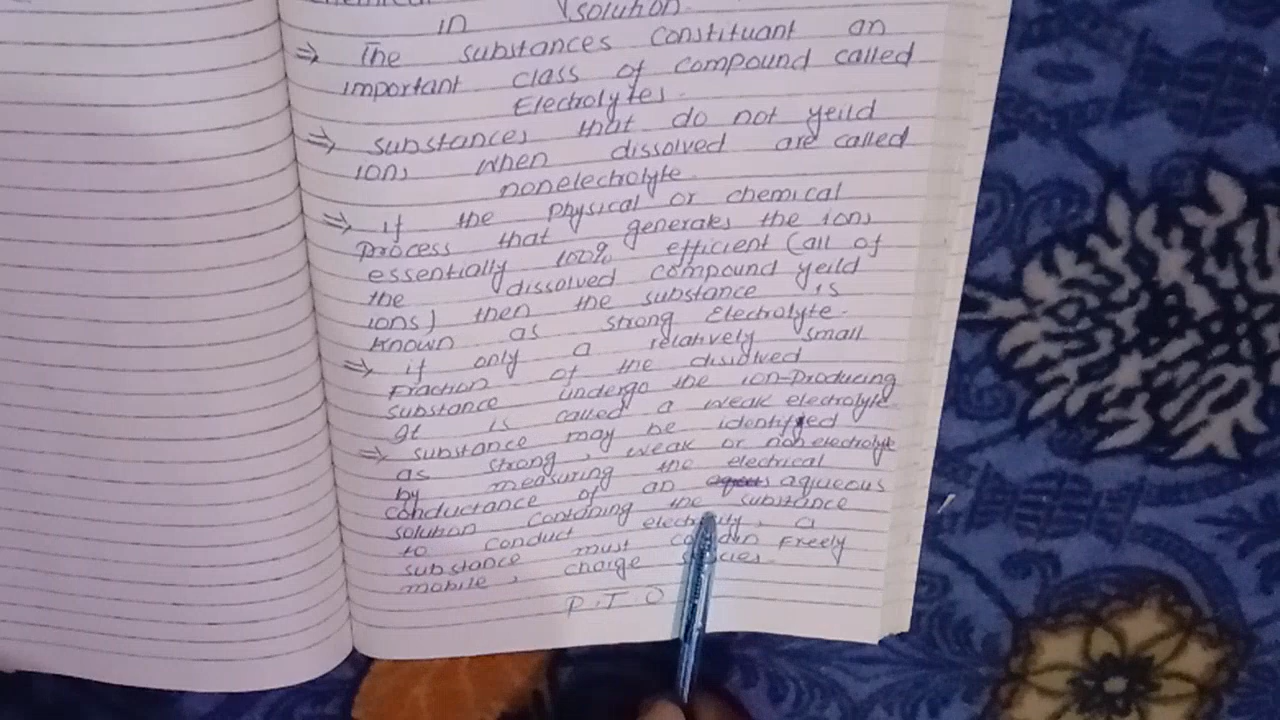 in solution.
⇒ The substances constituant an
important class of compound called
Electrolytes.
⇒ substances that do not yeild
ions when dissolved are called
nonelectrolyte.
⇒ if the physical or chemical
process that generates the ions
essentially 100% efficient (all of
the dissolved compound yeild
ions) then the substance is
known as strong Electrolyte.
⇒ if only a relatively small
Fraction of the dissolved
substance undergo the ion-Producing
It is called a weak electrolyte.
⇒ substance may be identified
as strong, weak or nonelectrolyte
by measuring the electrical
conductance of an aqueous
solution containing the substance
to conduct electricity, a
substance must Freely
mobile, charge
P.T.O